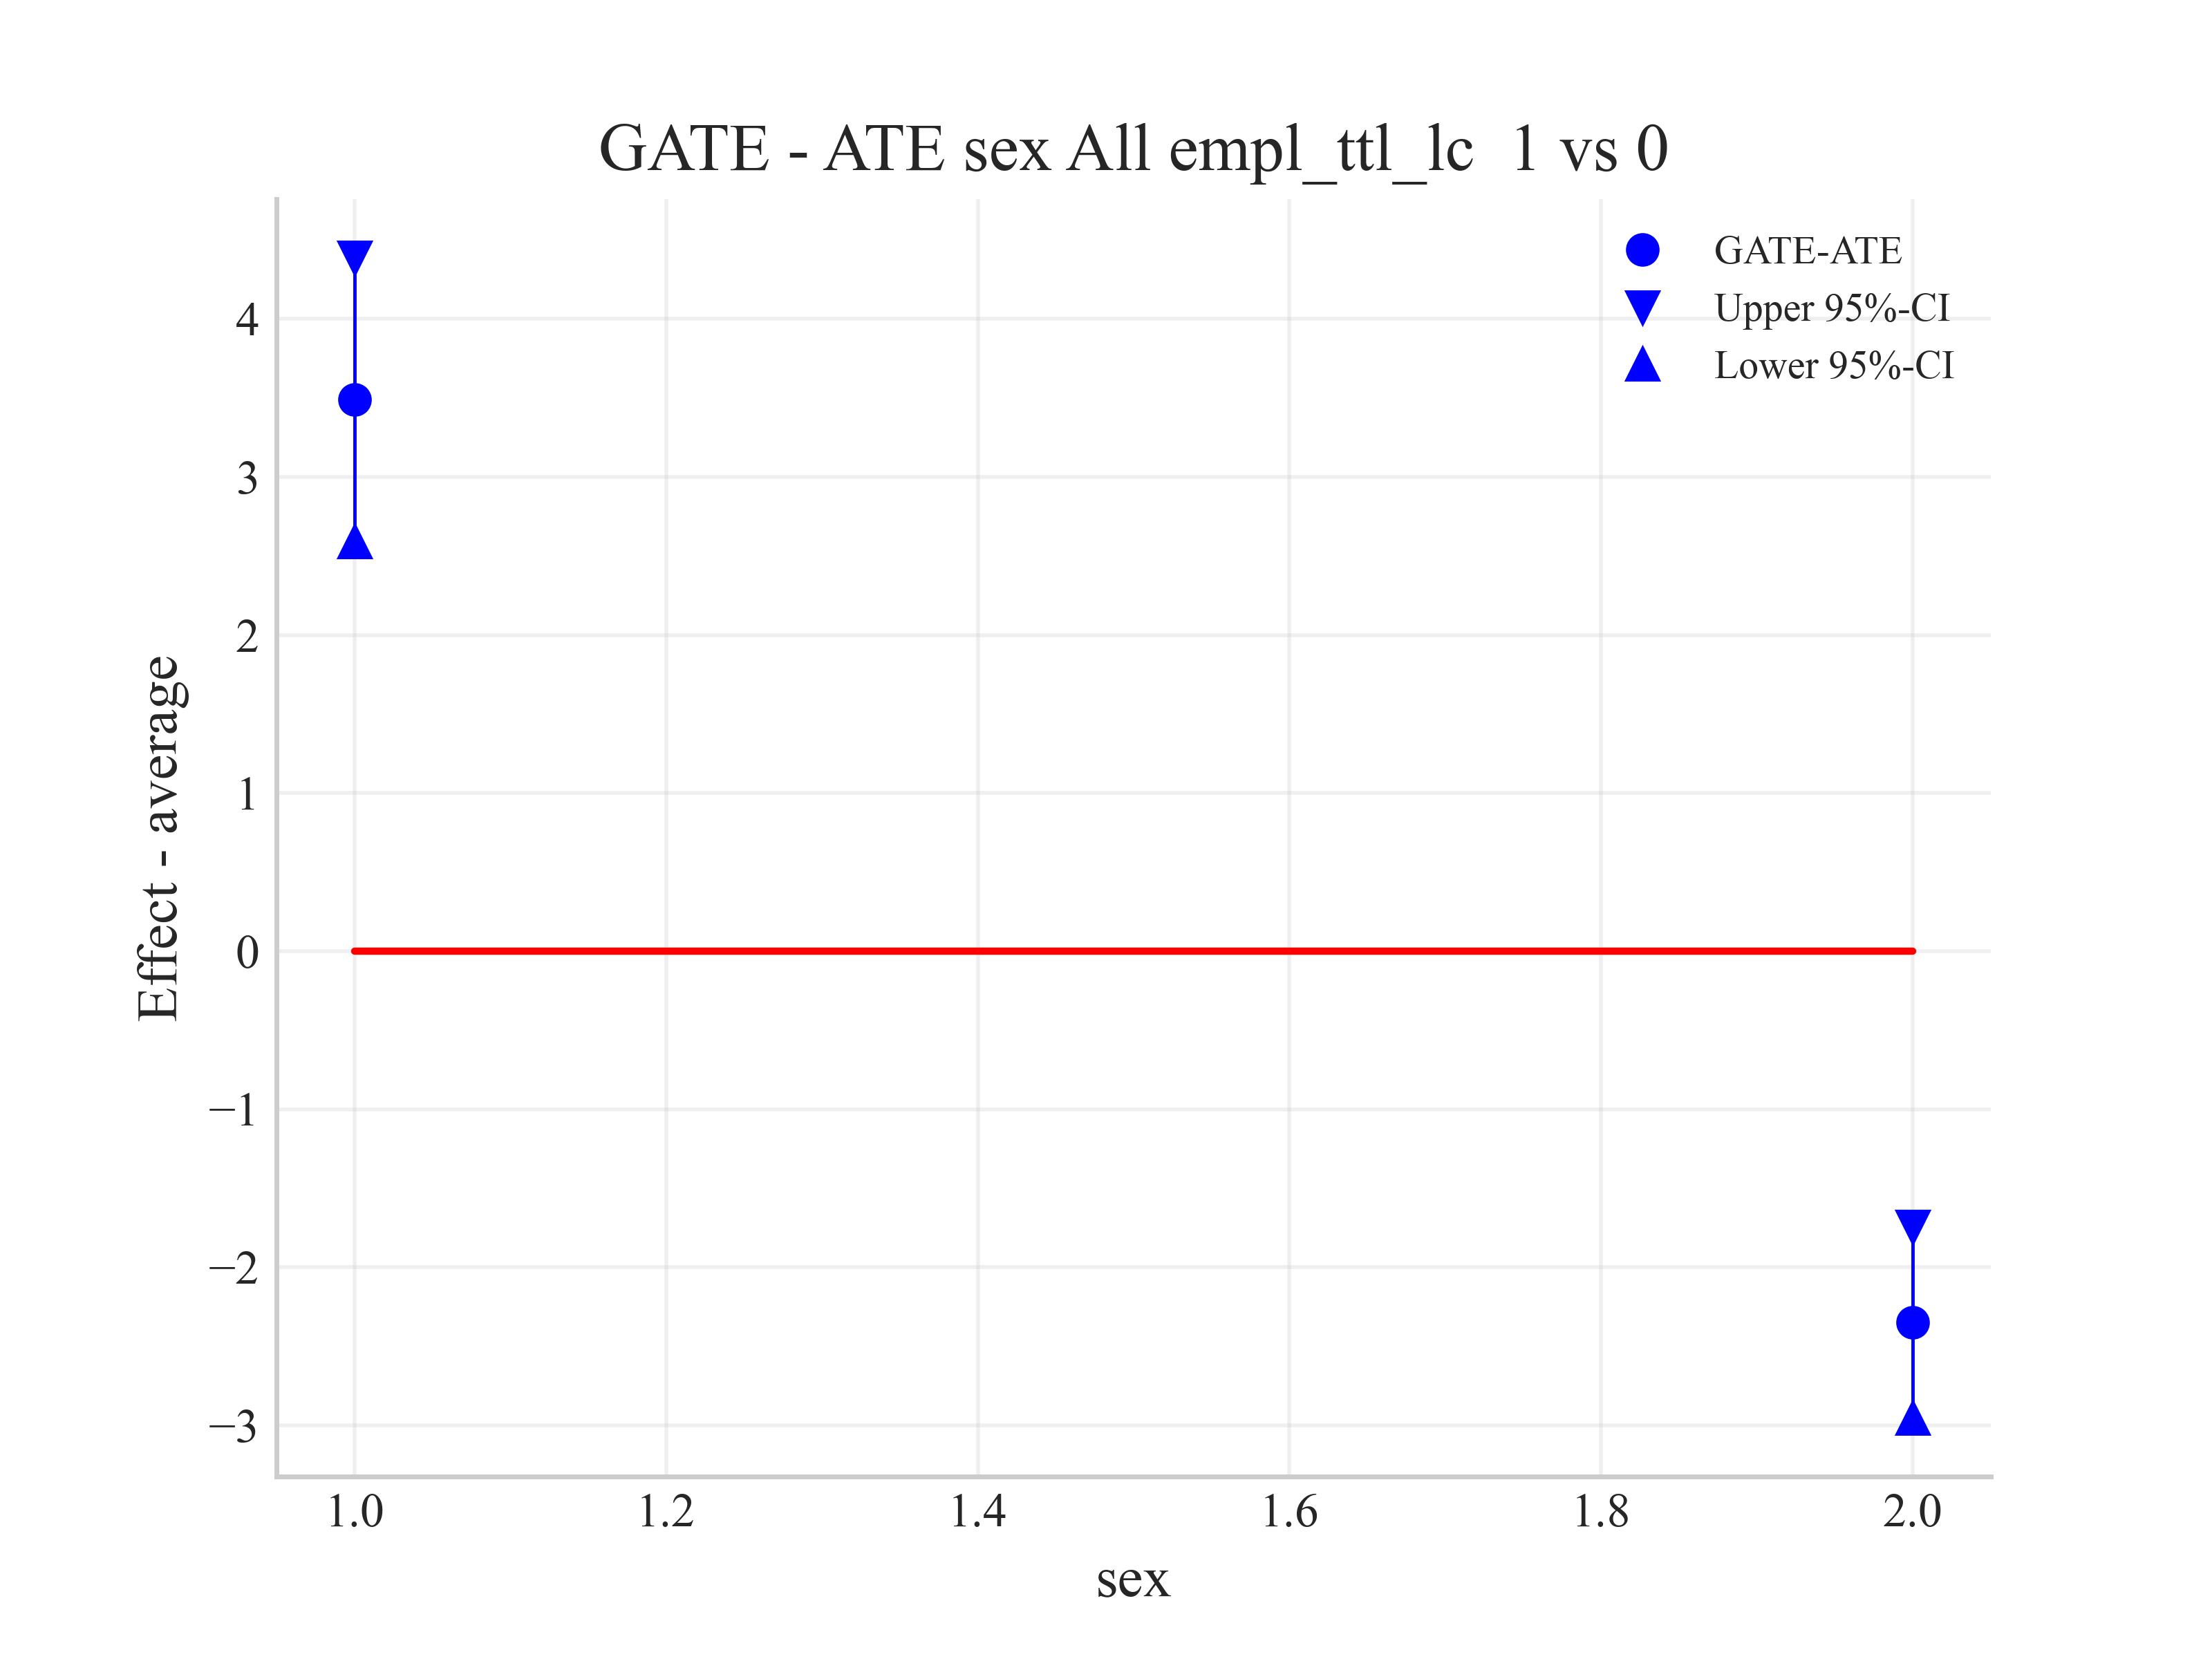 GATE - ATE sex All empl_ttl_lc  1 vs 0
GATE-ATE
Upper 95%-CI
Lower 95%-CI
Effect - average
4
3
2
1
0
−1
−2
−3
1.0 1.2 1.4 1.6 1.8 2.0
sex